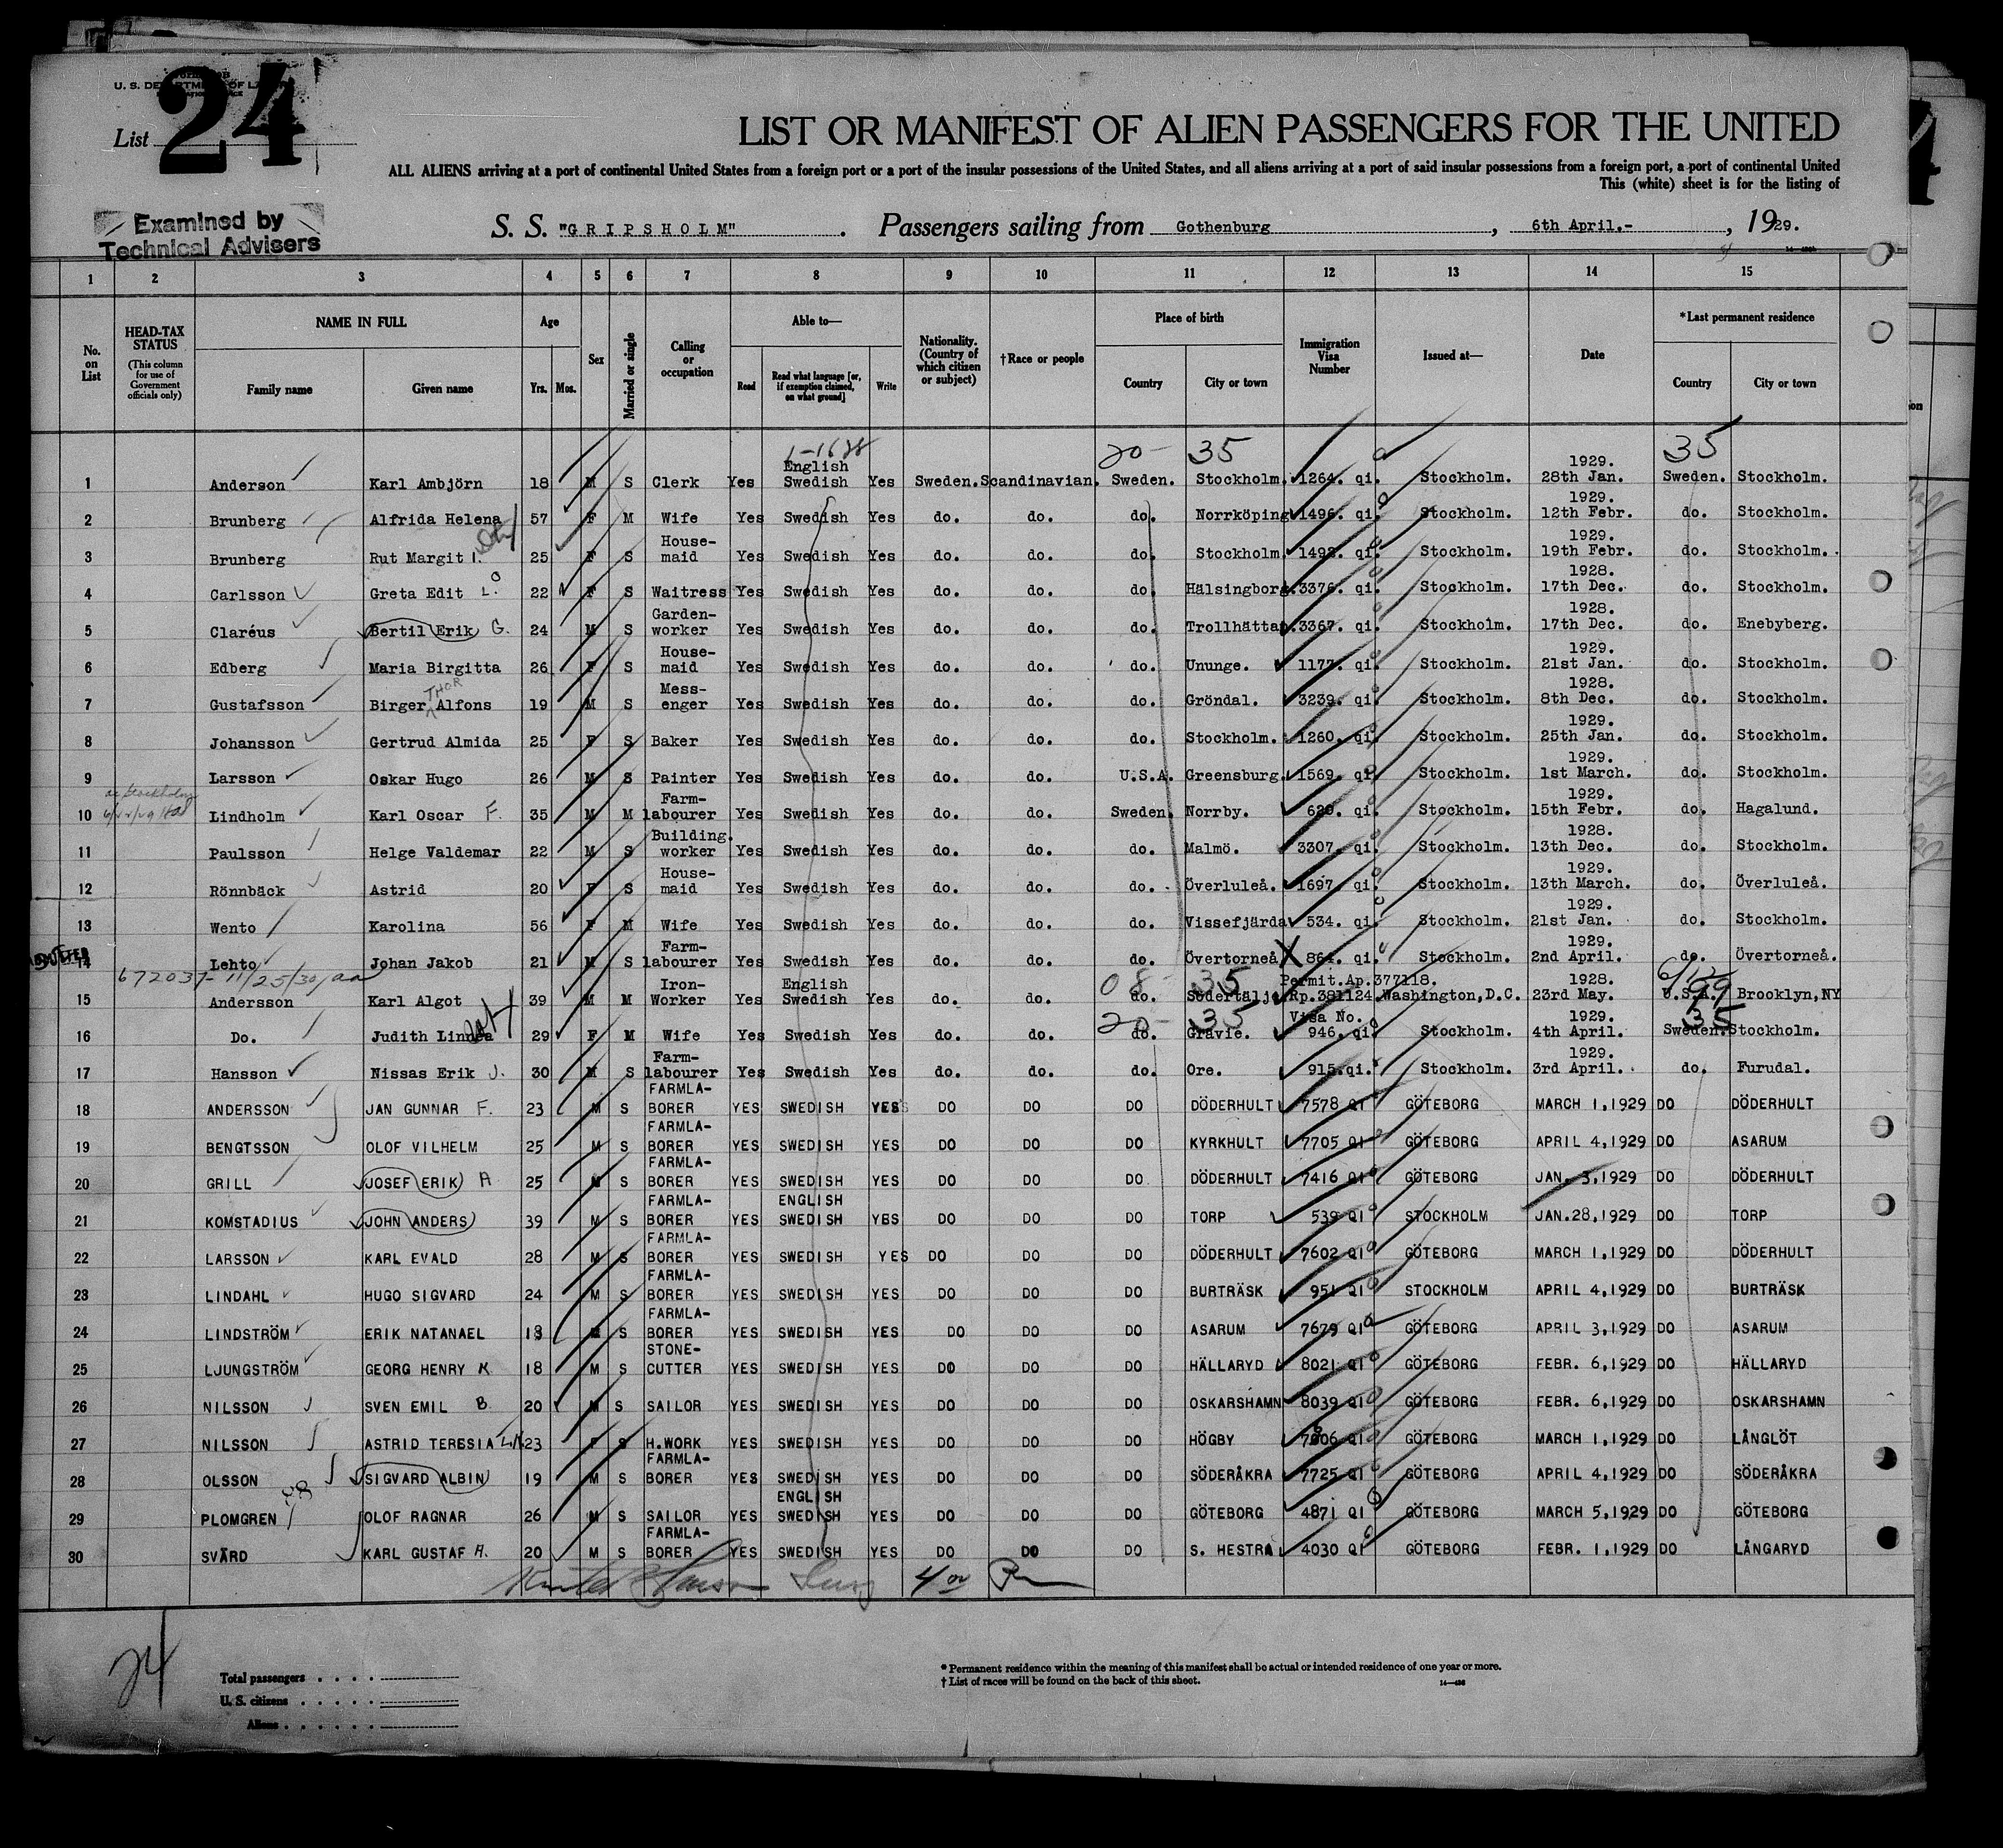 24
U. S. DEPARTMENT OF LABOR
List
LIST OR MANIFEST OF ALIEN PASSENGERS FOR THE UNITED
ALL ALIENS arriving at a port of continental United States from a foreign port or a port of the insular possessions of the United States, and all aliens arriving at a port of said insular possessions from a foreign port, a port of continental United
This (white) sheet is for the listing of
Examined by
Technical Advisers
S. S. "GRIPSHOLM" . Passengers sailing from Gothenburg , 6th April.- , 1929.
1 2 3 4 5 6 7 8 9 10 11 12 13 14 15
No. on List
HEAD-TAX STATUS (This column for use of Government officials only)
NAME IN FULL Family name Given name
Age Yrs. Mos.
Sex
Married or single
Calling or occupation
Able to— Read Read what language [or, if exemption claimed, on what ground] Write
Nationality. (Country of which citizen or subject)
†Race or people
Place of birth Country City or town
Immigration Visa Number
Issued at—
Date
*Last permanent residence Country City or town
1-1688 20- 35 35
1 Anderson Karl Ambjörn 18 M S Clerk Yes English Swedish Yes Sweden. Scandinavian. Sweden. Stockholm. 1264. qi. Stockholm. 1929. 28th Jan. Sweden. Stockholm.
2 Brunberg Alfrida Helena 57 F M Wife Yes Swedish Yes do. do. do. Norrköping 1496. qi. Stockholm. 1929. 12th Febr. do. Stockholm.
3 Brunberg Rut Margit I. 25 F S House-maid Yes Swedish Yes do. do. do. Stockholm. 1498. qi. Stockholm. 1929. 19th Febr. do. Stockholm.
4 Carlsson Greta Edit L. 22 F S Waitress Yes Swedish Yes do. do. do. Hälsingborg. 3376. qi. Stockholm. 1928. 17th Dec. do. Stockholm.
5 Claréus Bertil Erik G. 24 M S Garden-worker Yes Swedish Yes do. do. do. Trollhättan. 3367. qi. Stockholm. 1928. 17th Dec. do. Enebyberg.
6 Edberg Maria Birgitta 26 F S House-maid Yes Swedish Yes do. do. do. Ununge. 1177. qi. Stockholm. 1929. 21st Jan. do. Stockholm.
7 Gustafsson Birger THOR Alfons 19 M S Mess-enger Yes Swedish Yes do. do. do. Gröndal. 3239. qi. Stockholm. 1928. 8th Dec. do. Stockholm.
8 Johansson Gertrud Almida 25 F S Baker Yes Swedish Yes do. do. do. Stockholm. 1260. qi. Stockholm. 1929. 25th Jan. do. Stockholm.
9 Larsson Oskar Hugo 26 M S Painter Yes Swedish Yes do. do. U.S.A. Greensburg. 1569. qi. Stockholm. 1929. 1st March. do. Stockholm.
10 Lindholm Karl Oscar F. 35 M M Farm-labourer Yes Swedish Yes do. do. Sweden. Norrby. 620. qi. Stockholm. 1929. 15th Febr. do. Hagalund.
11 Paulsson Helge Valdemar 22 M S Building. worker Yes Swedish Yes do. do. do. Malmö. 3307. qi. Stockholm. 1928. 13th Dec. do. Stockholm.
12 Rönnbäck Astrid 20 F S House-maid Yes Swedish Yes do. do. do. Överluleå. 1697. qi. Stockholm. 1929. 13th March. do. Överluleå.
13 Wento Karolina 56 F M Wife Yes Swedish Yes do. do. do. Vissefjärda 534. qi. Stockholm. 1929. 21st Jan. do. Stockholm.
14 Lehto Johan Jakob 21 M S Farm-labourer Yes Swedish Yes do. do. do. Övertorneå X 864. qi. Stockholm. 1929. 2nd April. do. Övertorneå.
672037- 11/25/30/aa 08- 35 99
15 Andersson Karl Algot 39 M M Iron-Worker Yes English Swedish Yes do. do. do. Södertälje. Permit.Ap.377118. Rp.381124. Washington,D.C. 1928. 23rd May. U.S.A. Brooklyn,NY
20- 35 35
16 Do. Judith Linnea 29 F M Wife Yes Swedish Yes do. do. do. Grävie. Visa No. 946. qi. Stockholm. 1929. 4th April. Sweden. Stockholm.
17 Hansson Nissas Erik J. 30 M S Farm-labourer Yes Swedish Yes do. do. do. Ore. 915.qi. Stockholm. 1929. 3rd April. do. Furudal.
18 ANDERSSON JAN GUNNAR F. 23 M S FARMLA-BORER YES SWEDISH YES DO DO DO DÖDERHULT 7578 QI GÖTEBORG MARCH 1,1929 DO DÖDERHULT
19 BENGTSSON OLOF VILHELM 25 M S FARMLA-BORER YES SWEDISH YES DO DO DO KYRKHULT 7705 QI GÖTEBORG APRIL 4,1929 DO ASARUM
20 GRILL JOSEF ERIK A 25 M S FARMLA-BORER YES SWEDISH YES DO DO DO DÖDERHULT 7416 QI GÖTEBORG JAN. 3,1929 DO DÖDERHULT
21 KOMSTADIUS JOHN ANDERS 39 M S FARMLA-BORER YES ENGLISH SWEDISH YES DO DO DO TORP 539 QI STOCKHOLM JAN.28,1929 DO TORP
22 LARSSON KARL EVALD 28 M S FARMLA-BORER YES SWEDISH YES DO DO DO DÖDERHULT 7602 QI GÖTEBORG MARCH 1,1929 DO DÖDERHULT
23 LINDAHL HUGO SIGVARD 24 M S FARMLA-BORER YES SWEDISH YES DO DO DO BURTRÄSK 951 QI STOCKHOLM APRIL 4,1929 DO BURTRÄSK
24 LINDSTRÖM ERIK NATANAEL 18 M S FARMLA-BORER YES SWEDISH YES DO DO DO ASARUM 7679 QI GÖTEBORG APRIL 3,1929 DO ASARUM
25 LJUNGSTRÖM GEORG HENRY K 18 M S STONE-CUTTER YES SWEDISH YES DO DO DO HÄLLARYD 8021 QI GÖTEBORG FEBR. 6,1929 DO HÄLLARYD
26 NILSSON SVEN EMIL B. 20 M S SAILOR YES SWEDISH YES DO DO DO OSKARSHAMN 8039 QI GÖTEBORG FEBR. 6,1929 DO OSKARSHAMN
27 NILSSON ASTRID TERESIA 23 F S H.WORK YES SWEDISH YES DO DO DO HÖGBY QI GÖTEBORG MARCH 1,1929 DO LÅNGLÖT
28 OLSSON SIGVARD ALBIN 19 M S FARMLA-BORER YES SWEDISH YES DO DO DO SÖDERÅKRA 7725 QI GÖTEBORG APRIL 4,1929 DO SÖDERÅKRA
29 PLOMGREN OLOF RAGNAR 26 M S SAILOR YES ENGLISH SWEDISH YES DO DO DO GÖTEBORG 4871 QI GÖTEBORG MARCH 5,1929 DO GÖTEBORG
30 SVÄRD KARL GUSTAF A. 20 M S FARMLA-BORER YES SWEDISH YES DO DO DO S. HESTRA 4030 QI GÖTEBORG FEBR. 1,1929 DO LÅNGARYD
24
Total passengers
U. S. citizens
Aliens
* Permanent residence within the meaning of this manifest shall be actual or intended residence of one year or more.
† List of races will be found on the back of this sheet.